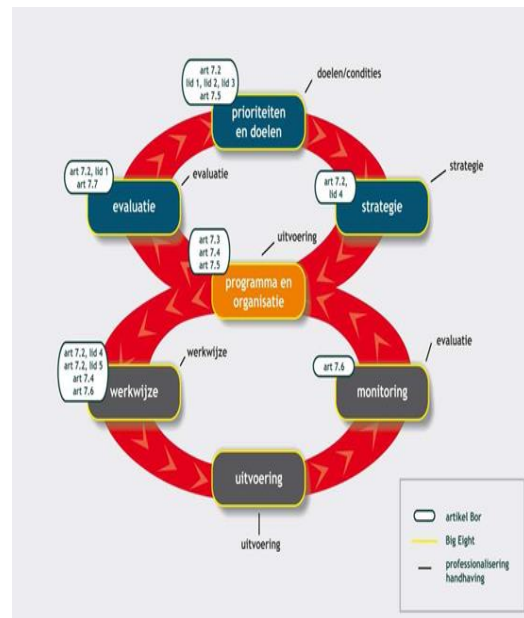 art 7.2
lid 1, lid 2, lid 3
art 7.5
doelen/condities
prioriteiten
en doelen
art 7.2, lid 1
art 7.7
evaluatie
evaluatie
art 7.2,
lid 4
strategie
strategie
art 7.3
art 7.4
art 7.5
uitvoering
programma en
organisatie
art 7.2, lid 4
art 7.2, lid 5
art 7.4
art 7.6
werkwijze
werkwijze
art 7.6
evaluatie
monitoring
uitvoering
uitvoering
artikel Bor
Big Eight
professionalisering
handhaving